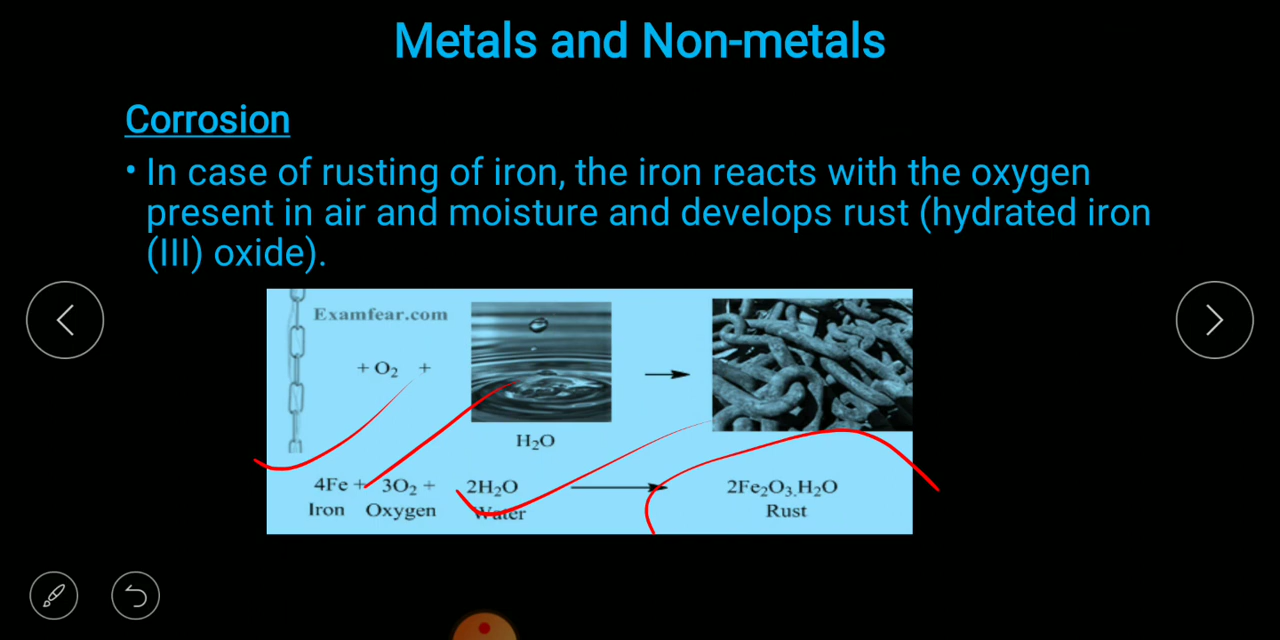 Metals and Non-metals
Corrosion
• In case of rusting of iron, the iron reacts with the oxygen
present in air and moisture and develops rust (hydrated iron
(III) oxide).
Examfear.com
+ O₂ +
H₂O
4Fe + 3O₂ + 2H₂O 2Fe₂O₃.H₂O
Iron Oxygen Water Rust